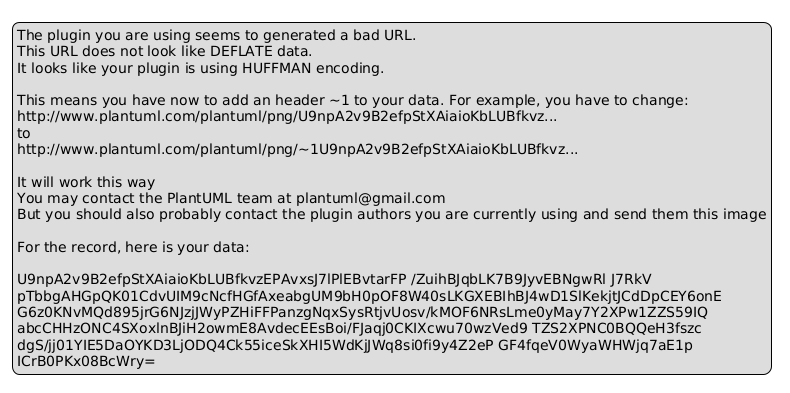 The plugin you are using seems to generated a bad URL.
This URL does not look like DEFLATE data.
It looks like your plugin is using HUFFMAN encoding.
This means you have now to add an header ~1 to your data. For example, you have to change:
http://www.plantuml.com/plantuml/png/U9npA2v9B2efpStXAiaioKbLUBfkvz...
to
http://www.plantuml.com/plantuml/png/~1U9npA2v9B2efpStXAiaioKbLUBfkvz...
It will work this way
You may contact the PlantUML team at plantuml@gmail.com
But you should also probably contact the plugin authors you are currently using and send them this image
For the record, here is your data:
U9npA2v9B2efpStXAiaioKbLUBfkvzEPAvxsJ7lPlEBvtarFP /ZuihBJqbLK7B9JyvEBNgwRl J7RkV
pTbbgAHGpQK01CdvUIM9cNcfHGfAxeabgUM9bH0pOF8W40sLKGXEBIhBJ4wD1SlKekjtJCdDpCEY6onE
G6z0KNvMQd895jrG6NJzjJWyPZHiFFPanzgNqxSysRtjvUosv/kMOF6NRsLme0yMay7Y2XPw1ZZS59IQ
abcCHHzONC4SXoxlnBJiH2owmE8AvdecEEsBoi/FJaqj0CKIXcwu70wzVed9 TZS2XPNC0BQQeH3fszc
dgS/jj01YIE5DaOYKD3LjODQ4Ck55iceSkXHI5WdKjJWq8si0fi9y4Z2eP GF4fqeV0WyaWHWjq7aE1p
ICrB0PKx08BcWry=